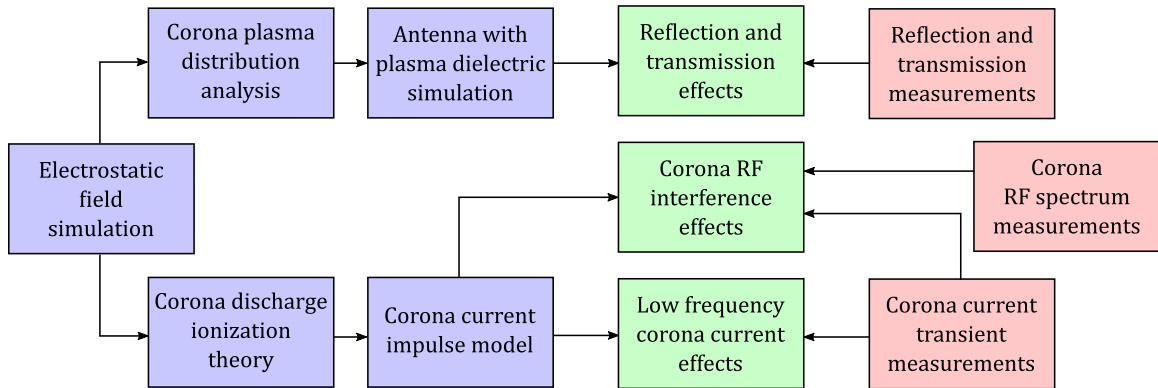 Corona plasma
distribution
analysis
Antenna with
plasma dielectric
simulation
Reflection and
transmission
effects
Reflection and
transmission
measurements
Electrostatic
field
simulation
Corona RF
interference
effects
Corona
RF spectrum
measurements
Corona discharge
ionization
theory
Corona current
impulse model
Low frequency
corona current
effects
Corona current
transient
measurements